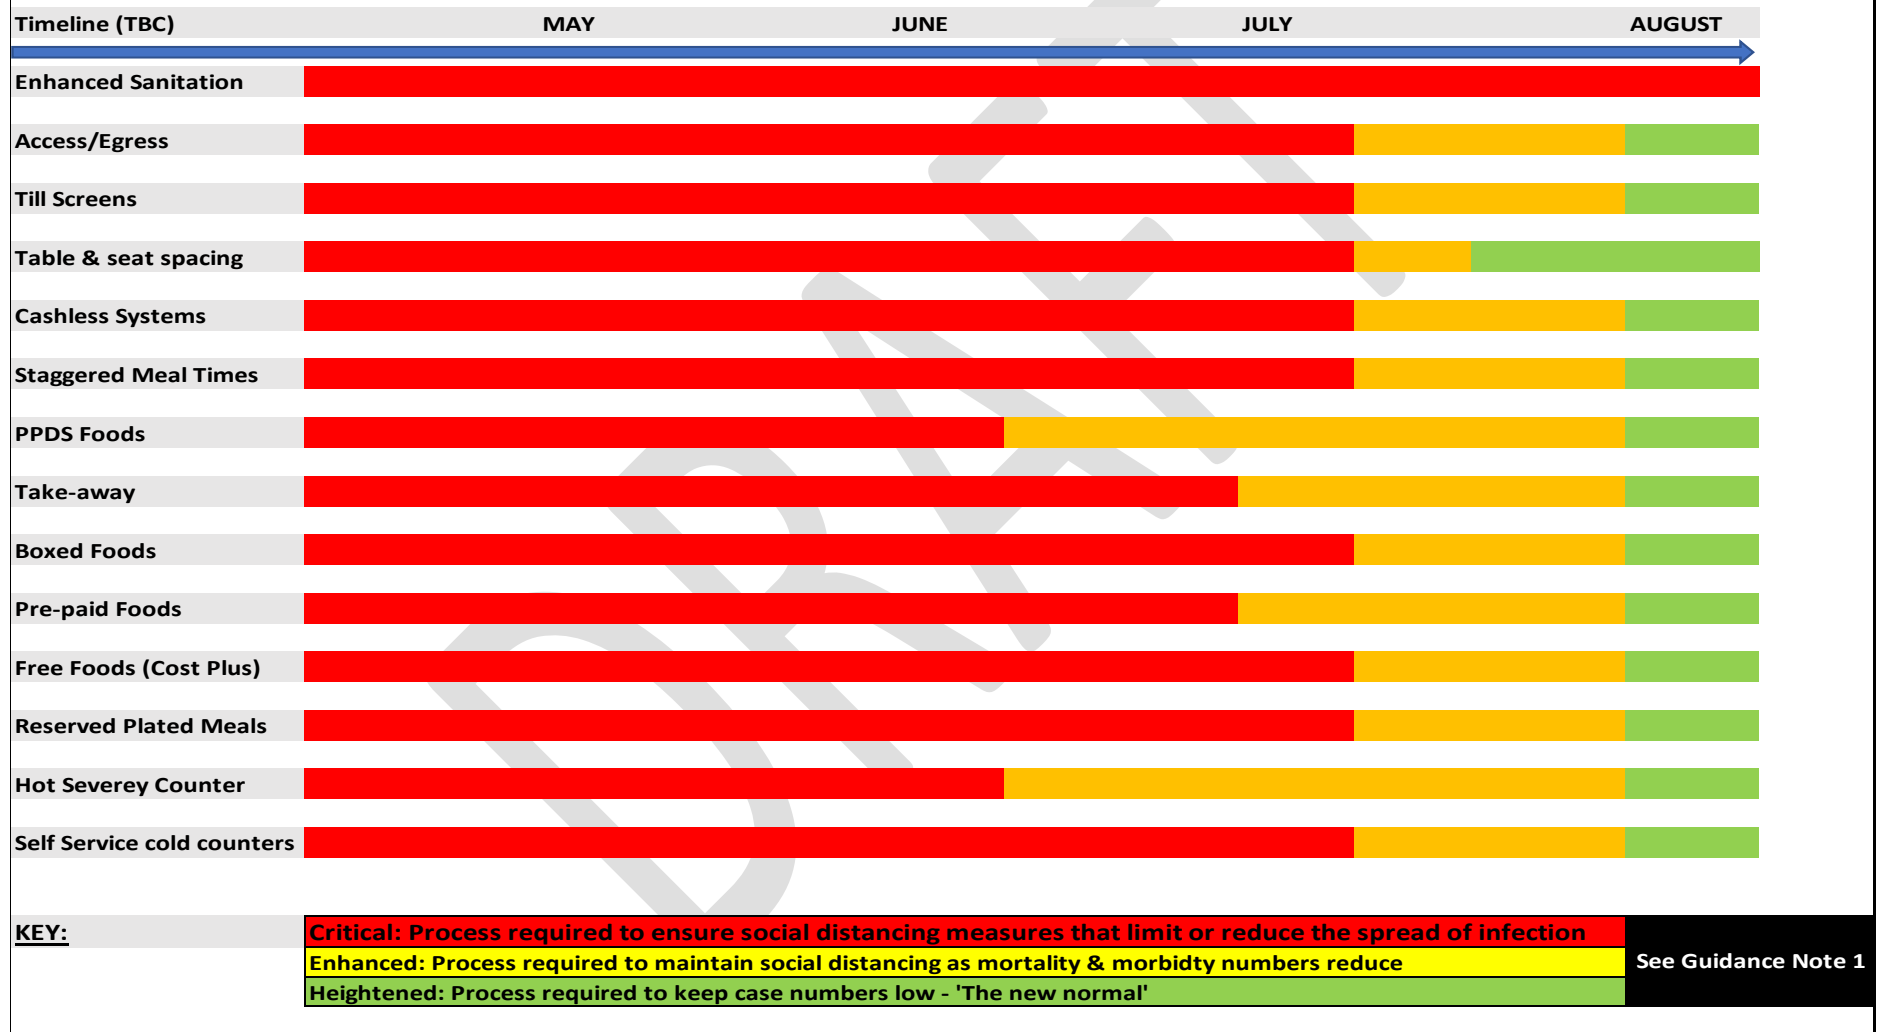 Timeline (TBC) MAY JUNE JULY AUGUST
Enhanced Sanitation
Access/Egress
Till Screens
Table & seat spacing
Cashless Systems
Staggered Meal Times
PPDS Foods
Take-away
Boxed Foods
Pre-paid Foods
Free Foods (Cost Plus)
Reserved Plated Meals
Hot Severey Counter
Self Service cold counters
DRAFT
KEY:
Critical: Process required to ensure social distancing measures that limit or reduce the spread of infection
Enhanced: Process required to maintain social distancing as mortality & morbidty numbers reduce
Heightened: Process required to keep case numbers low - 'The new normal'
See Guidance Note 1